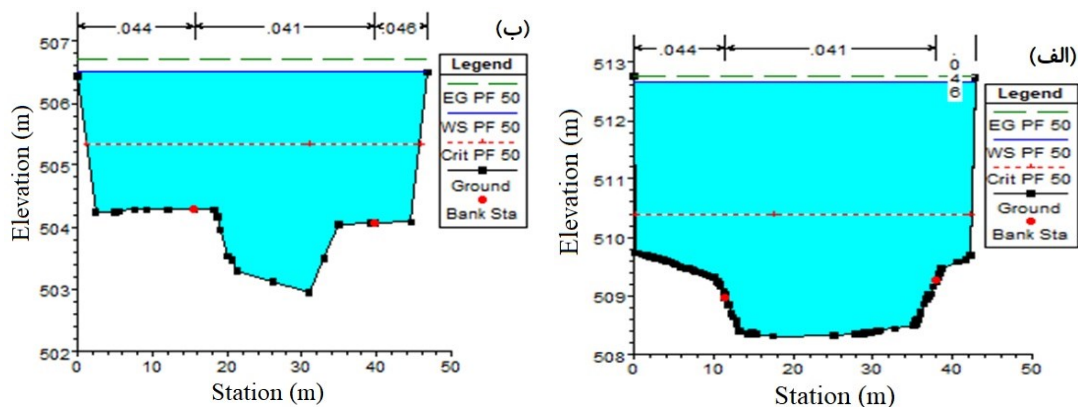 (ب)
.044 .041 .046
507
506
505
504
503
502
Elevation (m)
0 10 20 30 40 50
Station (m)
Legend
EG PF 50
WS PF 50
Crit PF 50
Ground
Bank Sta
(الف)
.044 .041 .046
513
512
511
510
509
508
Elevation (m)
0 10 20 30 40 50
Station (m)
Legend
EG PF 50
WS PF 50
Crit PF 50
Ground
Bank Sta